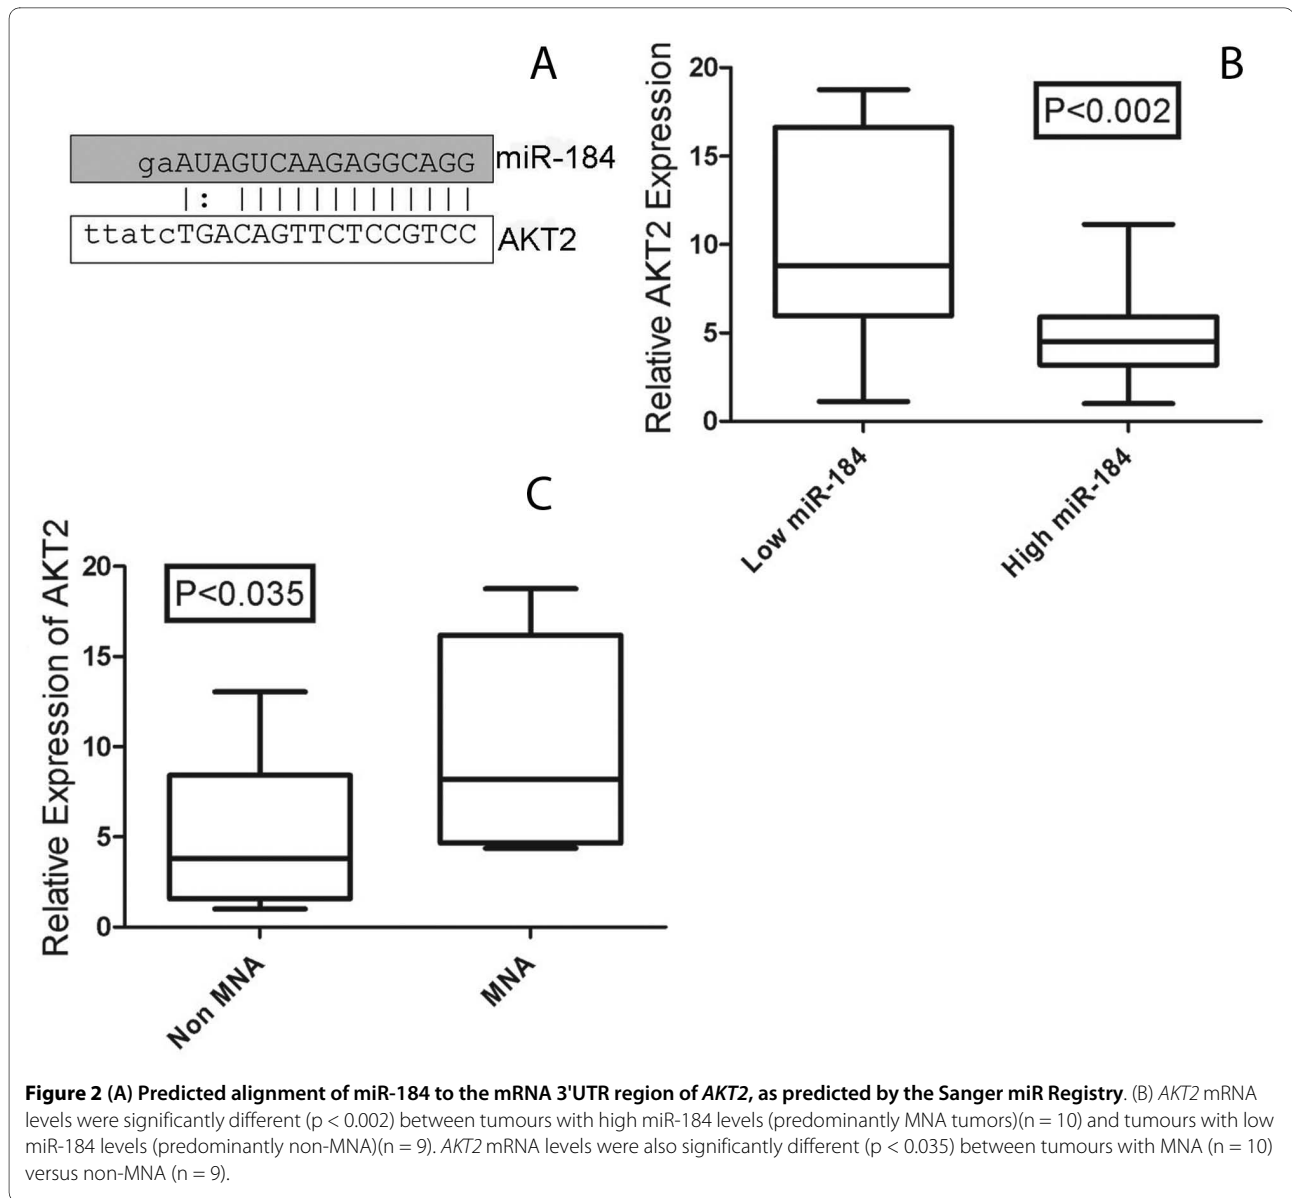 A
gaAUAGUCAAGAGGCAGG miR-184
|: |||||||||||||
ttatcTGACAGTTCTCCGTCC AKT2
B
Relative AKT2 Expression
20
15
10
5
0
P<0.002
Low miR-184
High miR-184
C
Relative Expression of AKT2
20
15
10
5
0
P<0.035
Non MNA
MNA
Figure 2 (A) Predicted alignment of miR-184 to the mRNA 3'UTR region of AKT2, as predicted by the Sanger miR Registry. (B) AKT2 mRNA
levels were significantly different (p < 0.002) between tumours with high miR-184 levels (predominantly MNA tumors)(n = 10) and tumours with low
miR-184 levels (predominantly non-MNA)(n = 9). AKT2 mRNA levels were also significantly different (p < 0.035) between tumours with MNA (n = 10)
versus non-MNA (n = 9).